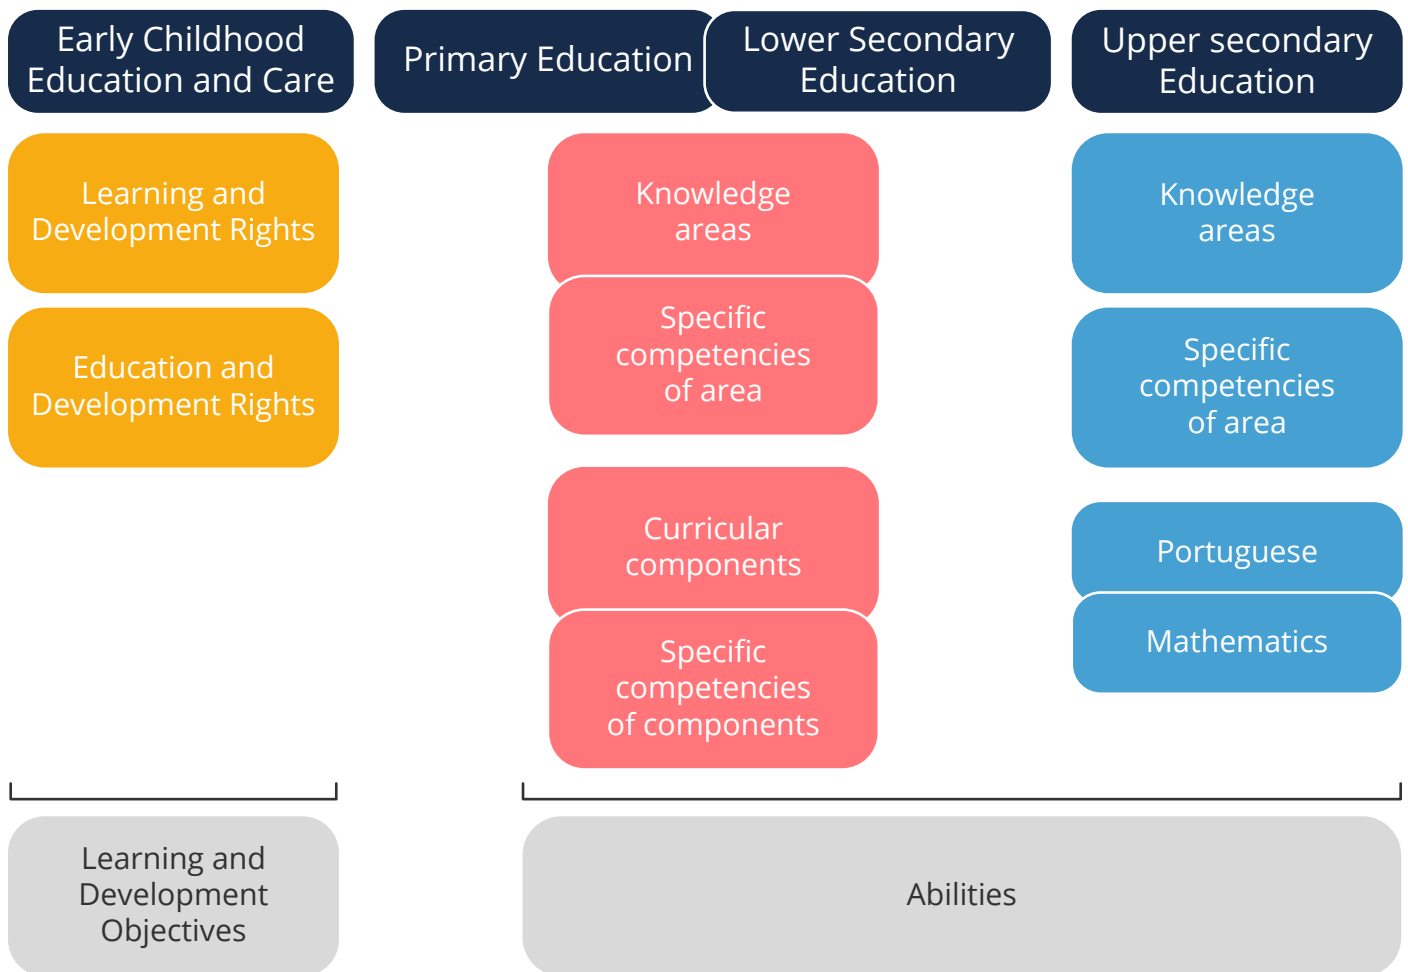 Early Childhood
Education and Care
Primary Education
Lower Secondary
Education
Upper secondary
Education
Learning and
Development Rights
Education and
Development Rights
Knowledge
areas
Specific
competencies
of area
Curricular
components
Specific
competencies
of components
Knowledge
areas
Specific
competencies
of area
Portuguese
Mathematics
Learning and
Development
Objectives
Abilities